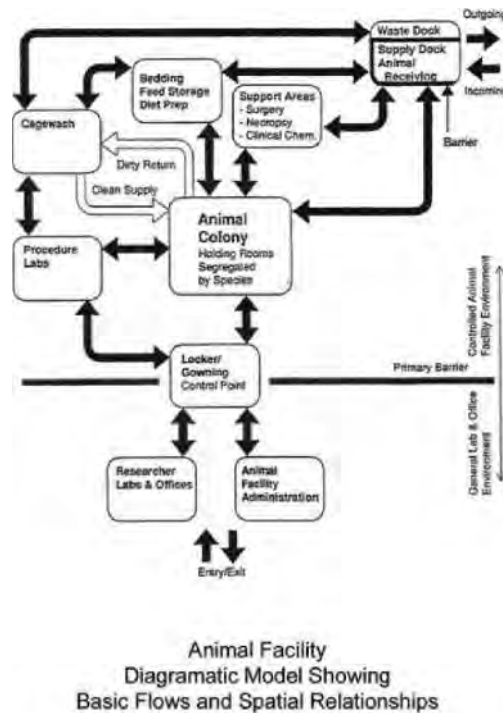 Outgoing
Waste Dock
Supply Dock
Animal
Receiving
Incoming
Barrier
Bedding
Feed Storage
Diet Prep
Support Areas
- Surgery
- Necropsy
- Clinical Chem.
Cagewash
Dirty Return
Clean Supply
Animal
Colony
Holding Rooms
Segregated
by Species
Procedure
Labs
Controlled Animal
Facility Environment
Locker/
Gowning
Control Point
Primary Barrier
General Lab & Office
Environment
Researcher
Labs & Offices
Animal
Facility
Administration
Entry/Exit
Animal Facility
Diagramatic Model Showing
Basic Flows and Spatial Relationships